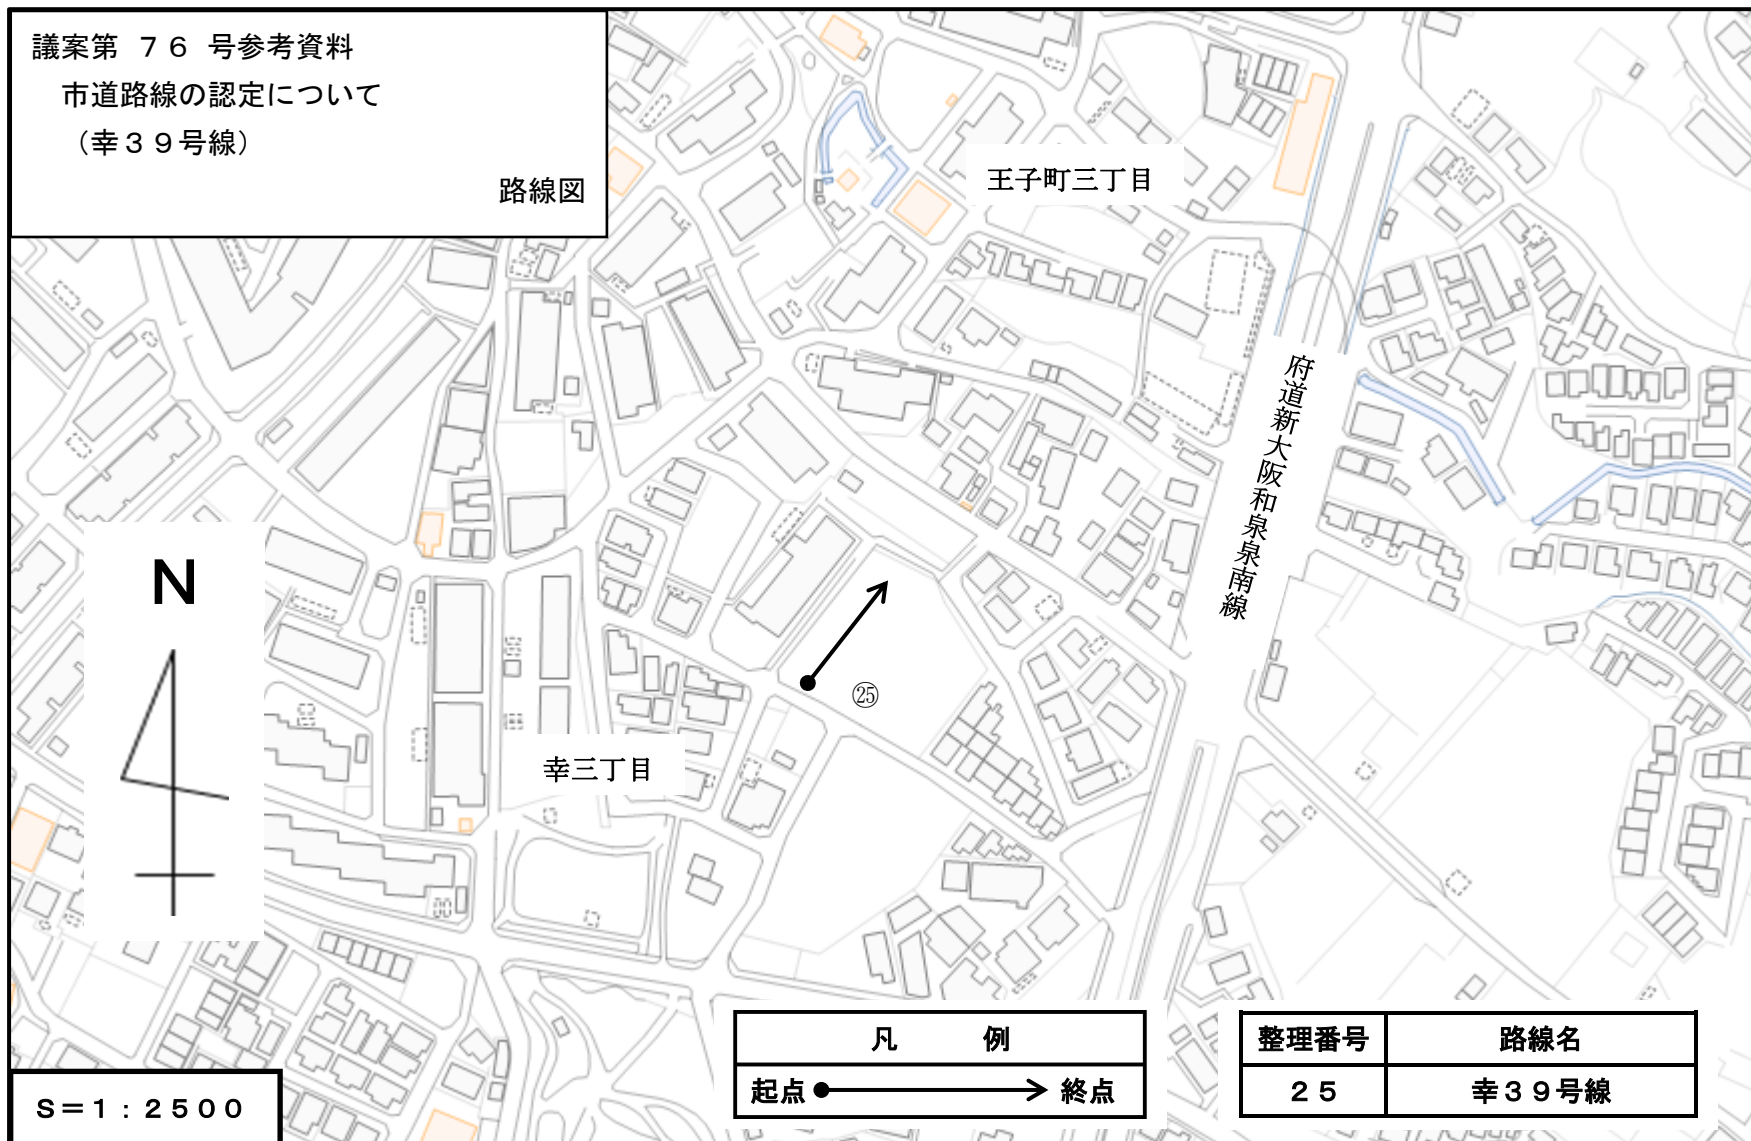 議案第 ７６ 号参考資料
市道路線の認定について
（幸３９号線）
路線図
王子町三丁目
府道新大阪和泉泉南線
N
㉕
幸三丁目
凡 例
起点 終点
整理番号 路線名
２５ 幸３９号線
Ｓ＝１：２５００